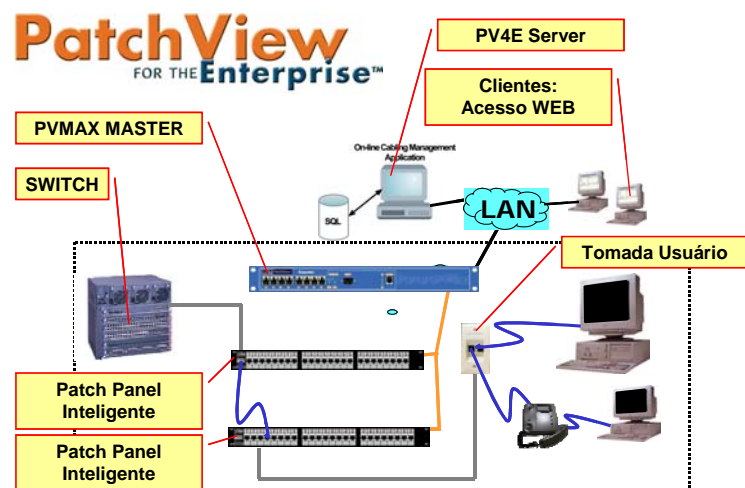 PatchView
FOR THE Enterprise™
PV4E Server
Clientes:
Acesso WEB
PVMAX MASTER
On-line Cabling Management
Application
SWITCH
SQL
LAN
Tomada Usuário
Patch Panel
Inteligente
Patch Panel
Inteligente